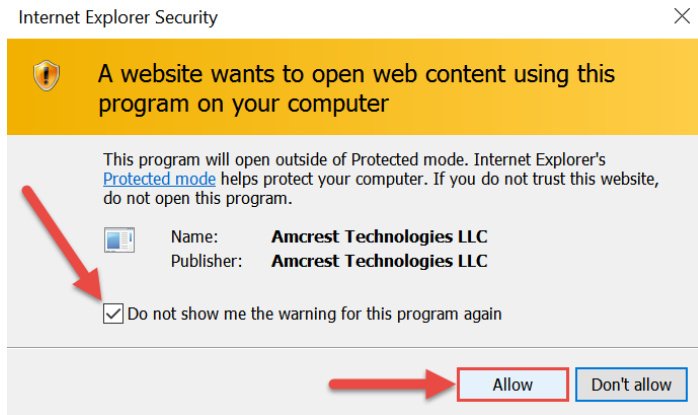 Internet Explorer Security
A website wants to open web content using this
program on your computer
This program will open outside of Protected mode. Internet Explorer's
Protected mode helps protect your computer. If you do not trust this website,
do not open this program.
Name: Amcrest Technologies LLC
Publisher: Amcrest Technologies LLC
Do not show me the warning for this program again
Allow Don't allow